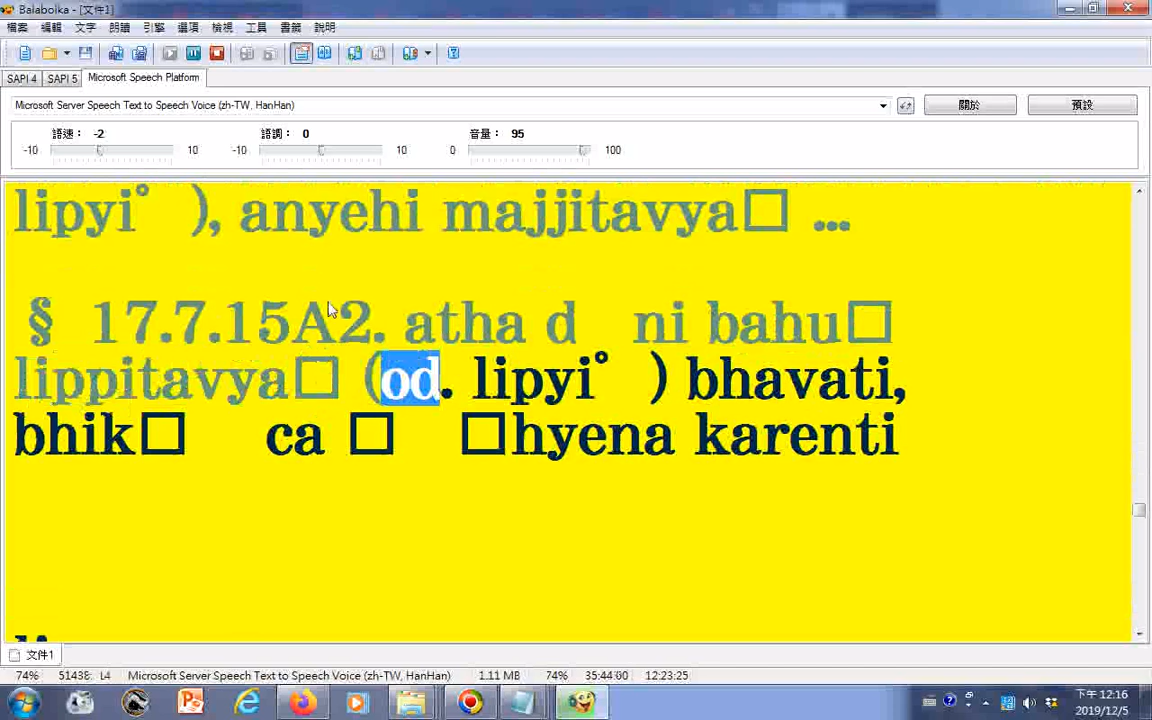 Balabolka - [文件1]
檔案 編輯 文字 朗讀 引擎 選項 檢視 工具 書籤 說明
SAPI 4 SAPI 5 Microsoft Speech Platform
Microsoft Server Speech Text to Speech Voice (zh-TW, HanHan) 關於 預設
語速： -2 語調： 0 音量： 95
-10 10 -10 10 0 100
lipyi˚ ), anyehi majjitavya□ ...
§ 17.7.15A2. atha d ni bahu□
lippitavya□ (od. lipyi˚ ) bhavati,
bhik□ ca □ □hyena karenti
文件1
74% 51438: L4 Microsoft Server Speech Text to Speech Voice (zh-TW, HanHan) 1.11 MB 74% 35:44:00 12:23:25
下午 12:16
2019/12/5